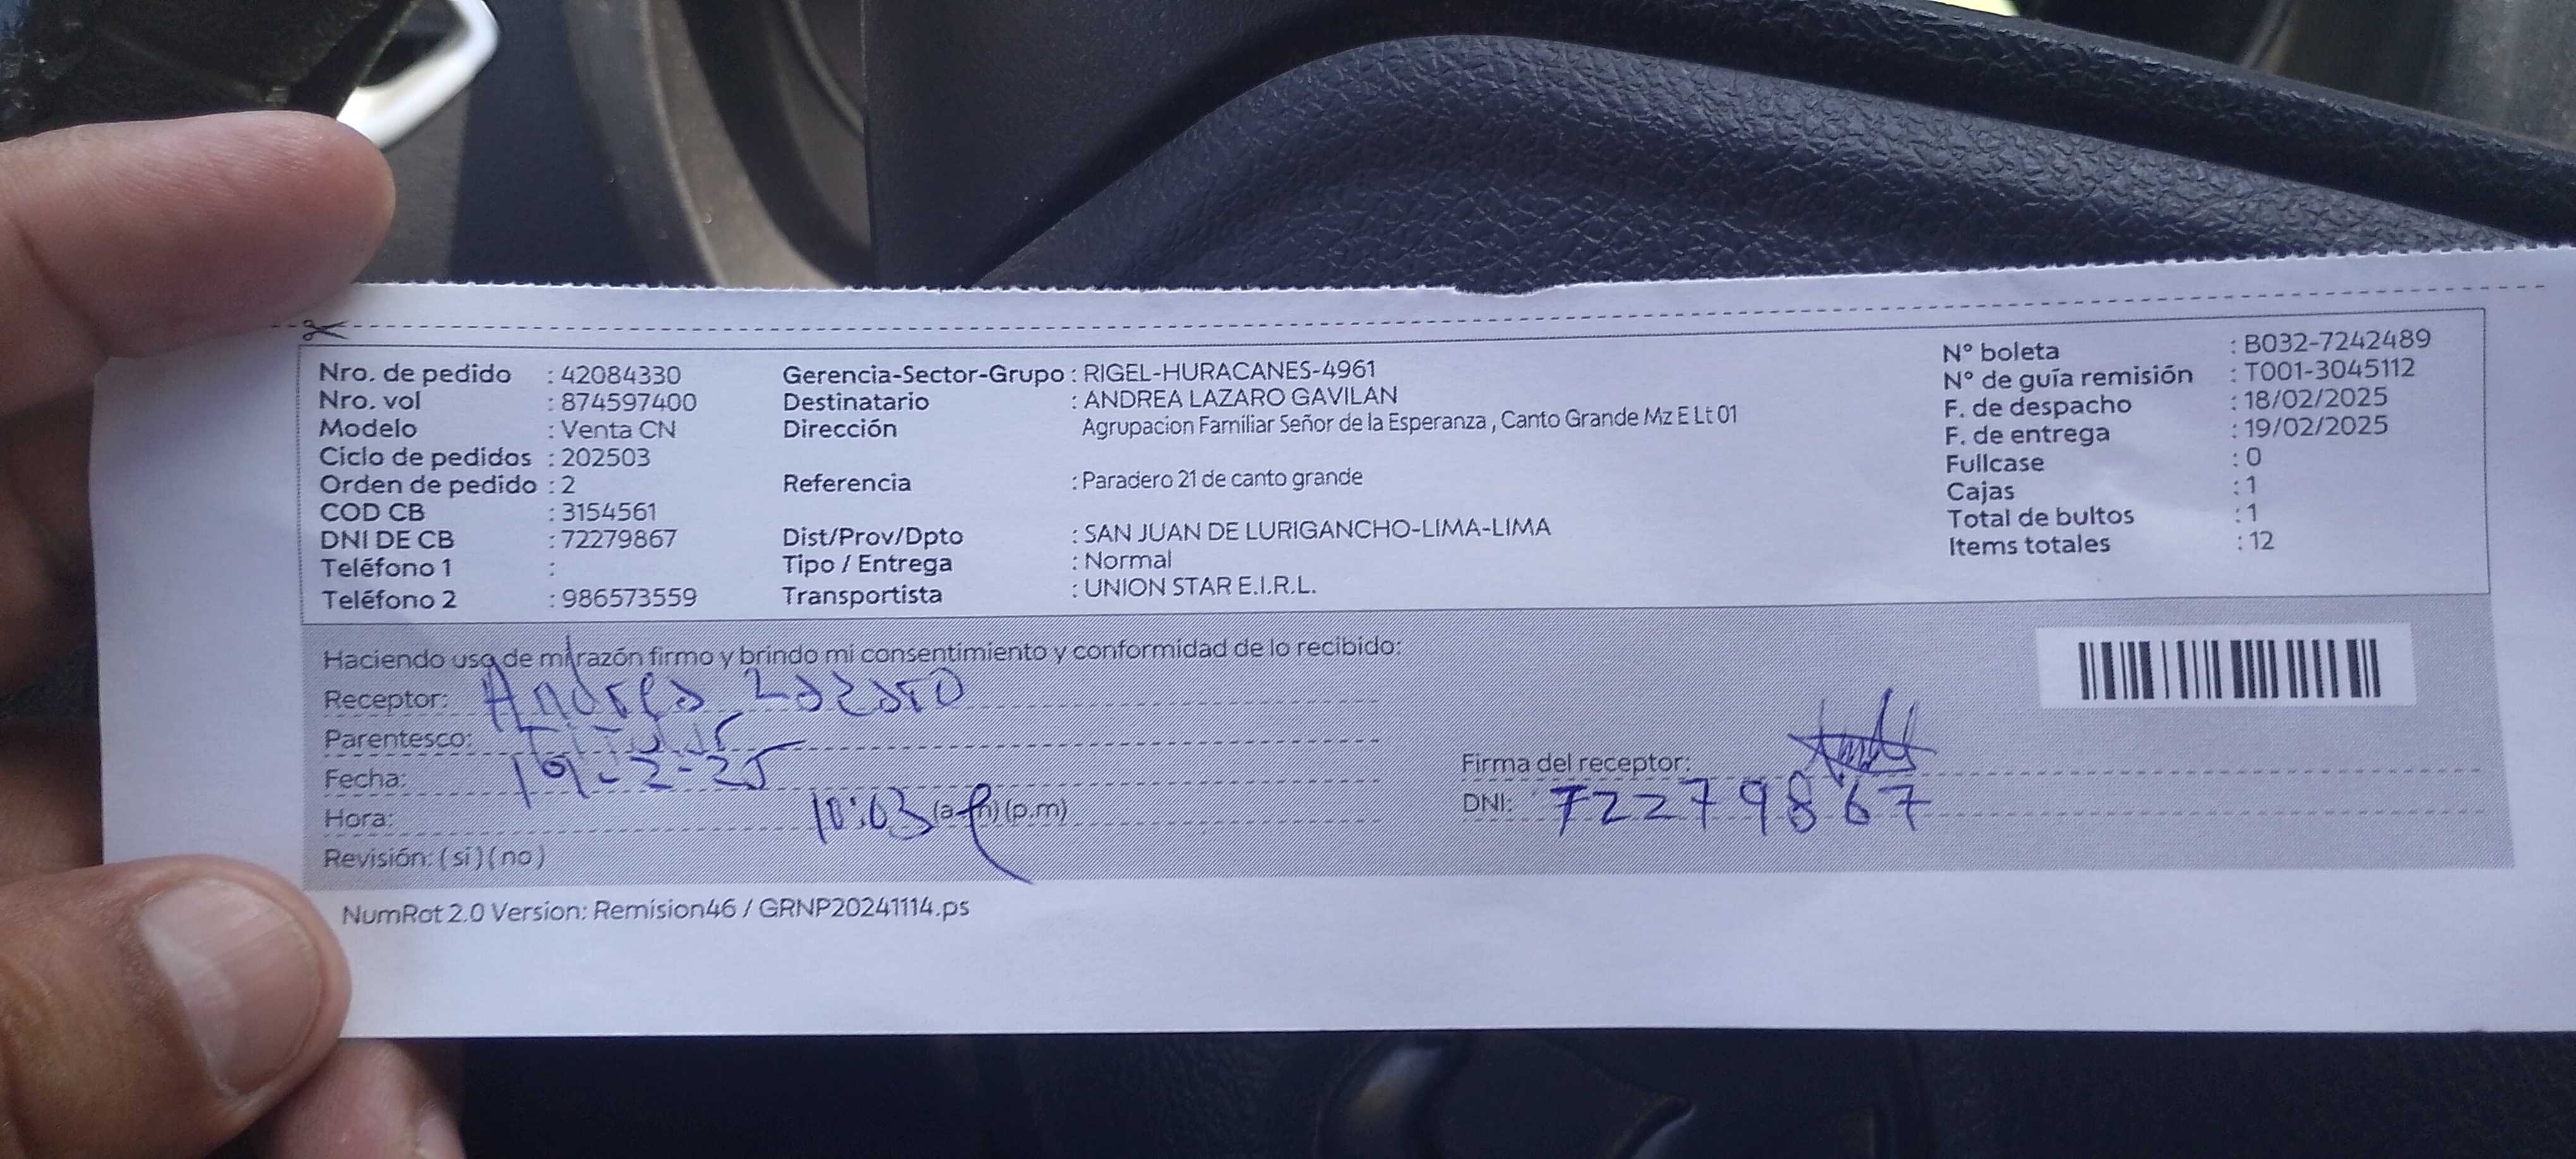 Nro. de pedido : 42084330
Nro. vol : 874597400
Modelo : Venta CN
Ciclo de pedidos : 202503
Orden de pedido : 2
COD CB : 3154561
DNI DE CB : 72279867
Teléfono 1 :
Teléfono 2 : 986573559
Gerencia-Sector-Grupo : RIGEL-HURACANES-4961
Destinatario : ANDREA LAZARO GAVILAN
Dirección Agrupacion Familiar Señor de la Esperanza , Canto Grande Mz E Lt 01
Referencia : Paradero 21 de canto grande
Dist/Prov/Dpto : SAN JUAN DE LURIGANCHO-LIMA-LIMA
Tipo / Entrega : Normal
Transportista : UNION STAR E.I.R.L.
N° boleta : B032-7242489
N° de guía remisión : T001-3045112
F. de despacho : 18/02/2025
F. de entrega : 19/02/2025
Fullcase : 0
Cajas : 1
Total de bultos : 1
Items totales : 12
Haciendo uso de mi razón firmo y brindo mi consentimiento y conformidad de lo recibido:
Receptor: Andrea Lazaro
Parentesco: Titular
Fecha: 19-2-25
Hora: 10:03 (a.m) (p.m)
Revisión: ( si ) ( no )
Firma del receptor:
DNI: 72279867
NumRot 2.0 Version: Remision46 / GRNP20241114.ps